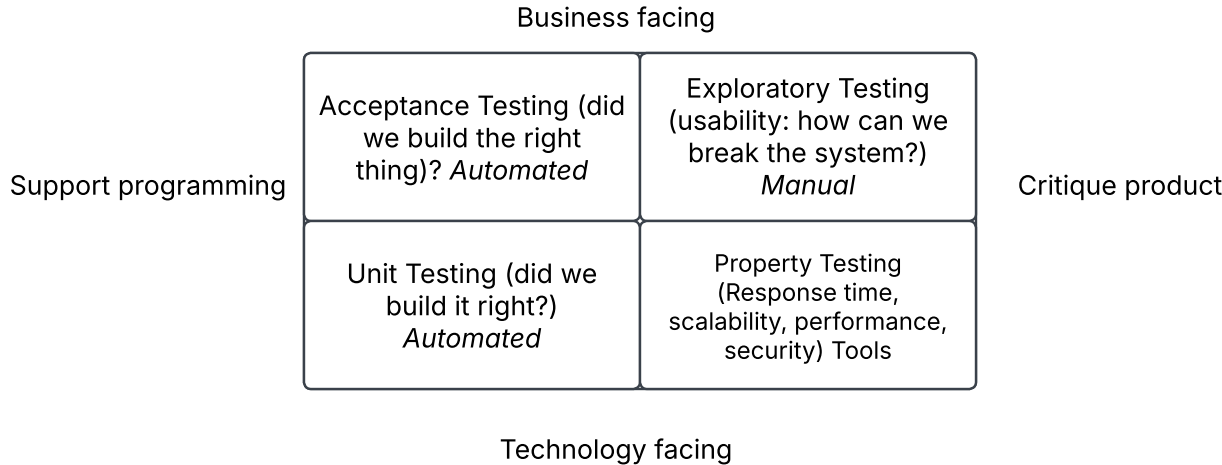 Business facing
Acceptance Testing (did
we build the right
thing)? Automated
Exploratory Testing
(usability: how can we
break the system?)
Manual
Support programming
Critique product
Unit Testing (did we
build it right?)
Automated
Property Testing
(Response time,
scalability, performance,
security) Tools
Technology facing